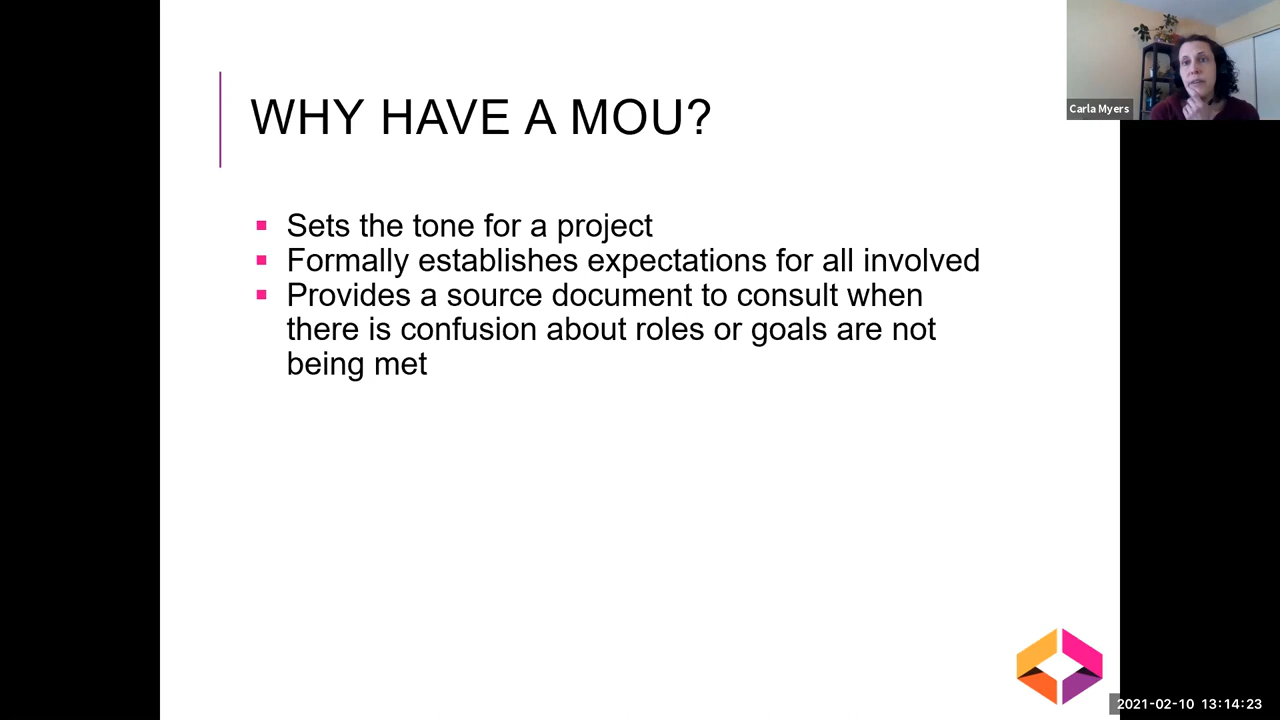 WHY HAVE A MOU?
Carla Myers
Sets the tone for a project
Formally establishes expectations for all involved
Provides a source document to consult when
there is confusion about roles or goals are not
being met
2021-02-10 13:14:23